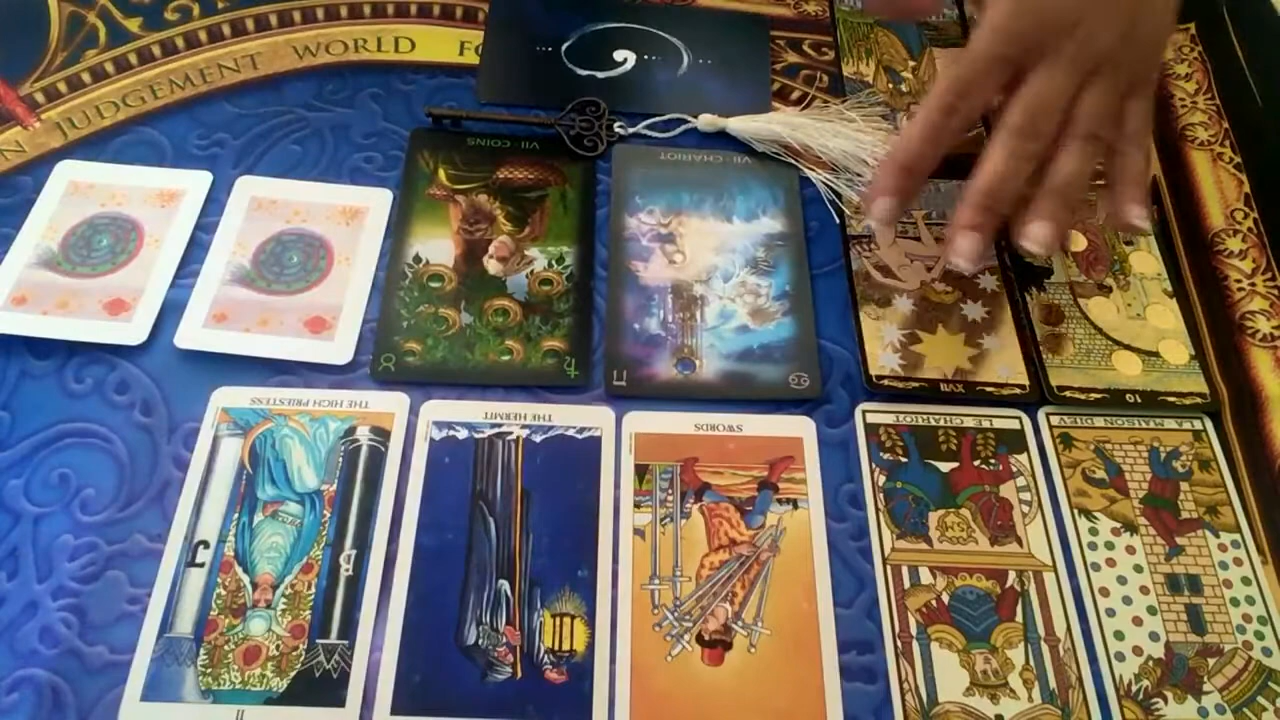 JUDGEMENT WORLD
VII · COINS
VII · CHARIOT
XVII
10
THE HIGH PRIESTESS
J
B
II
THE HERMIT
SWORDS
LE·CHARIOT
S M
LA·MAISON·DIEV